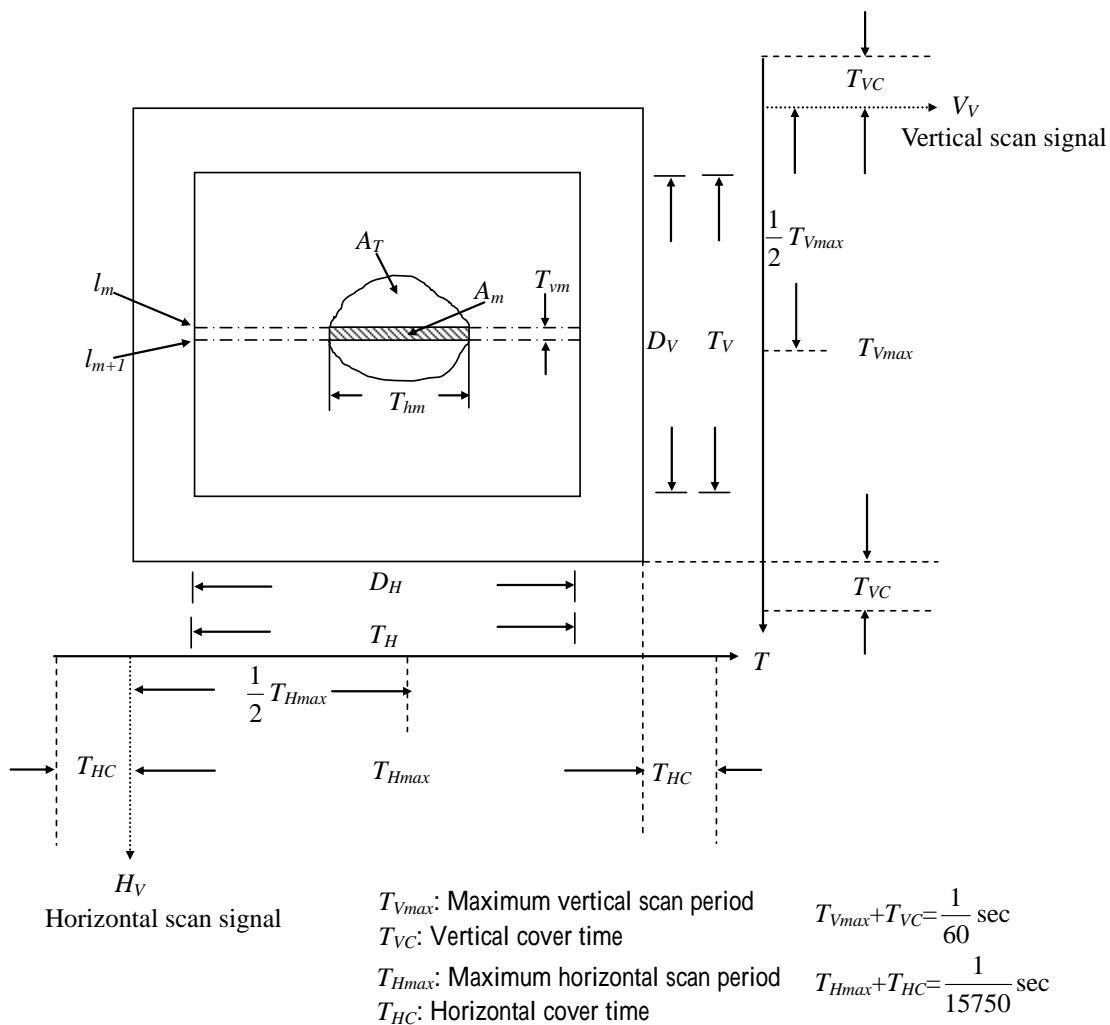 T_VC
V_V
Vertical scan signal
1/2 T_Vmax
A_T
T_vm
l_m
A_m
l_m+1
D_V T_V T_Vmax
T_hm
D_H
T_VC
T_H
T
1/2 T_Hmax
T_HC T_Hmax T_HC
H_V
Horizontal scan signal
T_Vmax: Maximum vertical scan period
T_VC: Vertical cover time
T_Vmax+T_VC=1/60 sec
T_Hmax: Maximum horizontal scan period
T_HC: Horizontal cover time
T_Hmax+T_HC=1/15750 sec